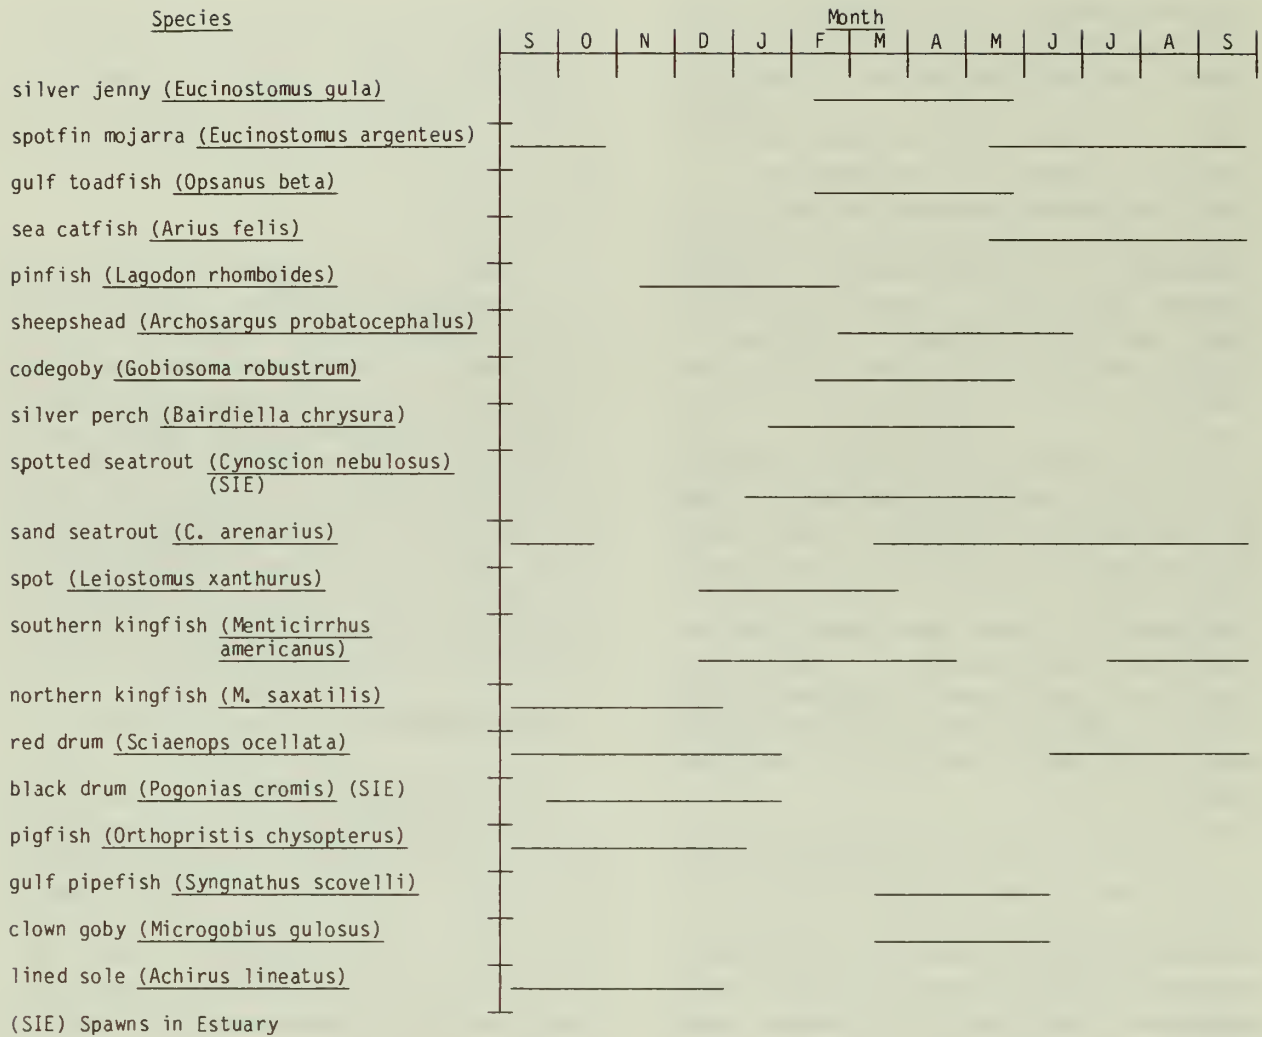 Species
Month
S O N D J F M A M J J A S
silver jenny (Eucinostomus gula)
spotfin mojarra (Eucinostomus argenteus)
gulf toadfish (Opsanus beta)
sea catfish (Arius felis)
pinfish (Lagodon rhomboides)
sheepshead (Archosargus probatocephalus)
codegoby (Gobiosoma robustrum)
silver perch (Bairdiella chrysura)
spotted seatrout (Cynoscion nebulosus)
(SIE)
sand seatrout (C. arenarius)
spot (Leiostomus xanthurus)
southern kingfish (Menticirrhus
americanus)
northern kingfish (M. saxatilis)
red drum (Sciaenops ocellata)
black drum (Pogonias cromis) (SIE)
pigfish (Orthopristis chysopterus)
gulf pipefish (Syngnathus scovelli)
clown goby (Microgobius gulosus)
lined sole (Achirus lineatus)
(SIE) Spawns in Estuary